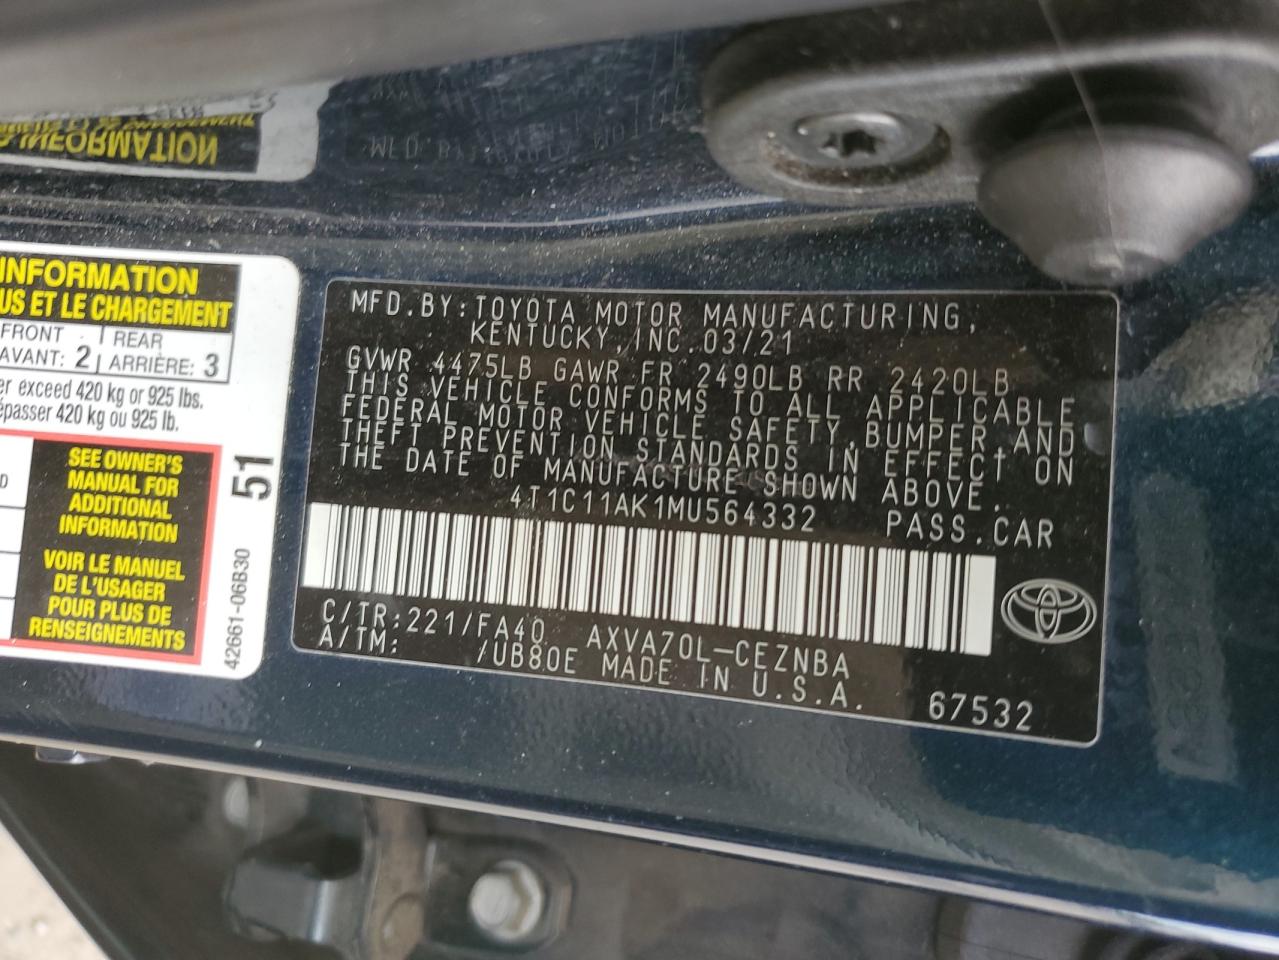 INFORMATION
US ET LE CHARGEMENT
FRONT
AVANT: 2
REAR
ARRIÈRE: 3
er exceed 420 kg or 925 lbs.
épasser 420 kg ou 925 lb.
SEE OWNER'S
MANUAL FOR
ADDITIONAL
INFORMATION
VOIR LE MANUEL
DE L'USAGER
POUR PLUS DE
RENSEIGNEMENTS
51
42661-06B30
MFD.BY:TOYOTA MOTOR MANUFACTURING,
KENTUCKY,INC.03/21
GVWR 4475LB GAWR FR 2490LB RR 2420LB
THIS VEHICLE CONFORMS TO ALL APPLICABLE
FEDERAL MOTOR VEHICLE SAFETY,BUMPER AND
THEFT PREVENTION STANDARDS IN EFFECT ON
THE DATE OF MANUFACTURE SHOWN ABOVE.
4T1C11AK1MU564332 PASS.CAR
C/TR:221/FA40 AXVA70L-CEZNBA
A/TM: /UB80E MADE IN U.S.A.
67532
INFORMATION